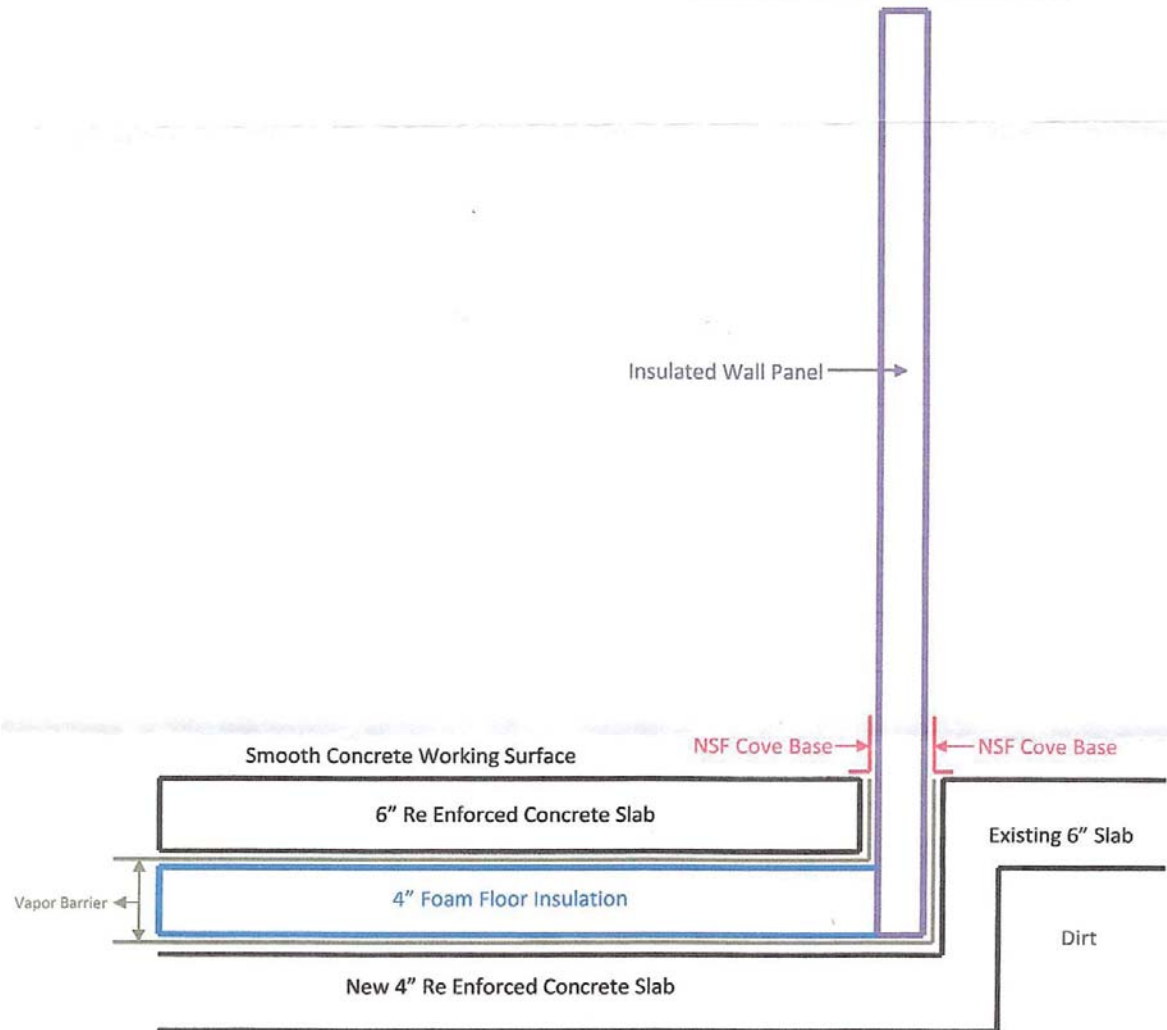 Insulated Wall Panel
NSF Cove Base
NSF Cove Base
Smooth Concrete Working Surface
6” Re Enforced Concrete Slab
Existing 6” Slab
Vapor Barrier
4” Foam Floor Insulation
Dirt
New 4” Re Enforced Concrete Slab